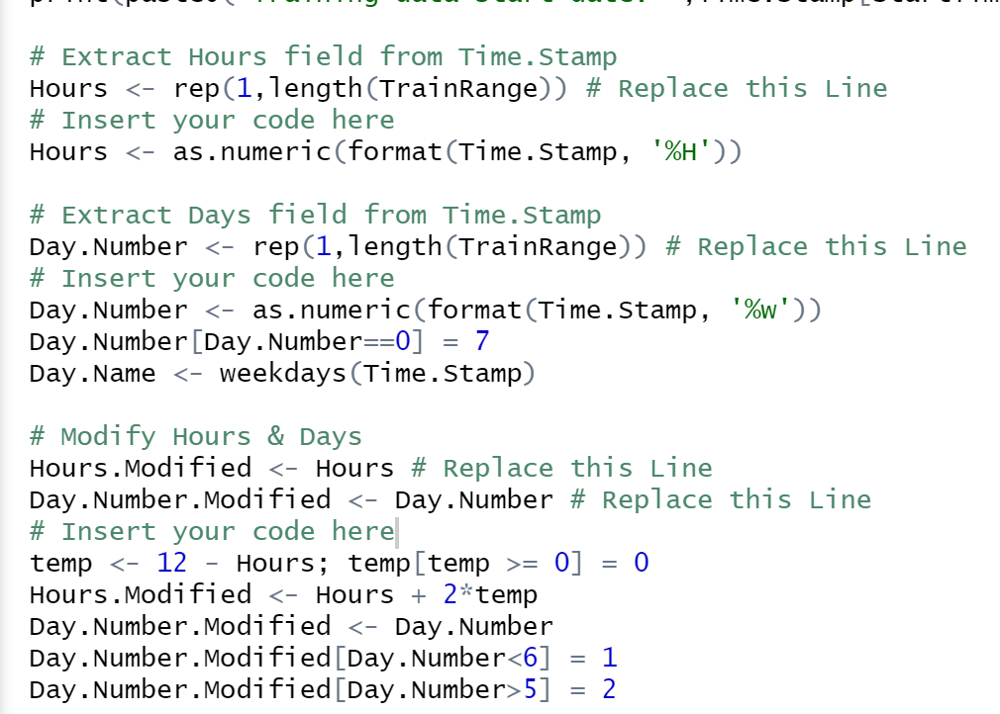 # Extract Hours field from Time.Stamp
Hours <- rep(1,length(TrainRange)) # Replace this Line
# Insert your code here
Hours <- as.numeric(format(Time.Stamp, '%H'))
# Extract Days field from Time.Stamp
Day.Number <- rep(1,length(TrainRange)) # Replace this Line
# Insert your code here
Day.Number <- as.numeric(format(Time.Stamp, '%w'))
Day.Number[Day.Number==0] = 7
Day.Name <- weekdays(Time.Stamp)
# Modify Hours & Days
Hours.Modified <- Hours # Replace this Line
Day.Number.Modified <- Day.Number # Replace this Line
# Insert your code here
temp <- 12 - Hours; temp[temp >= 0] = 0
Hours.Modified <- Hours + 2*temp
Day.Number.Modified <- Day.Number
Day.Number.Modified[Day.Number<6] = 1
Day.Number.Modified[Day.Number>5] = 2